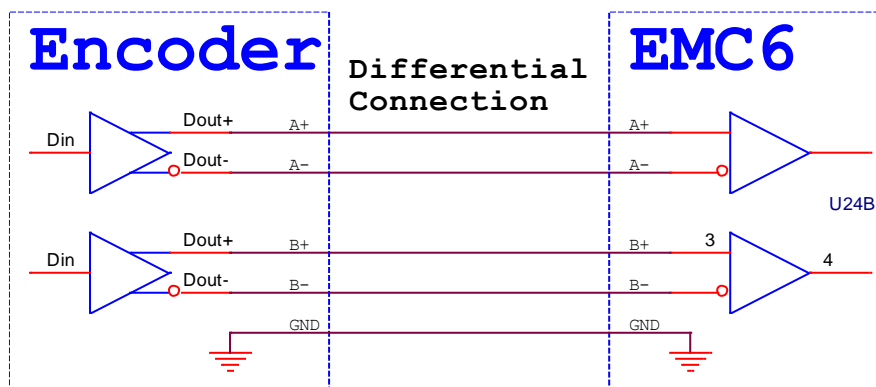 Encoder
Differential
Connection
EMC6
Din
Dout+
A+
A+
Dout-
A-
A-
U24B
Din
Dout+
B+
B+
3
4
Dout-
B-
B-
GND
GND